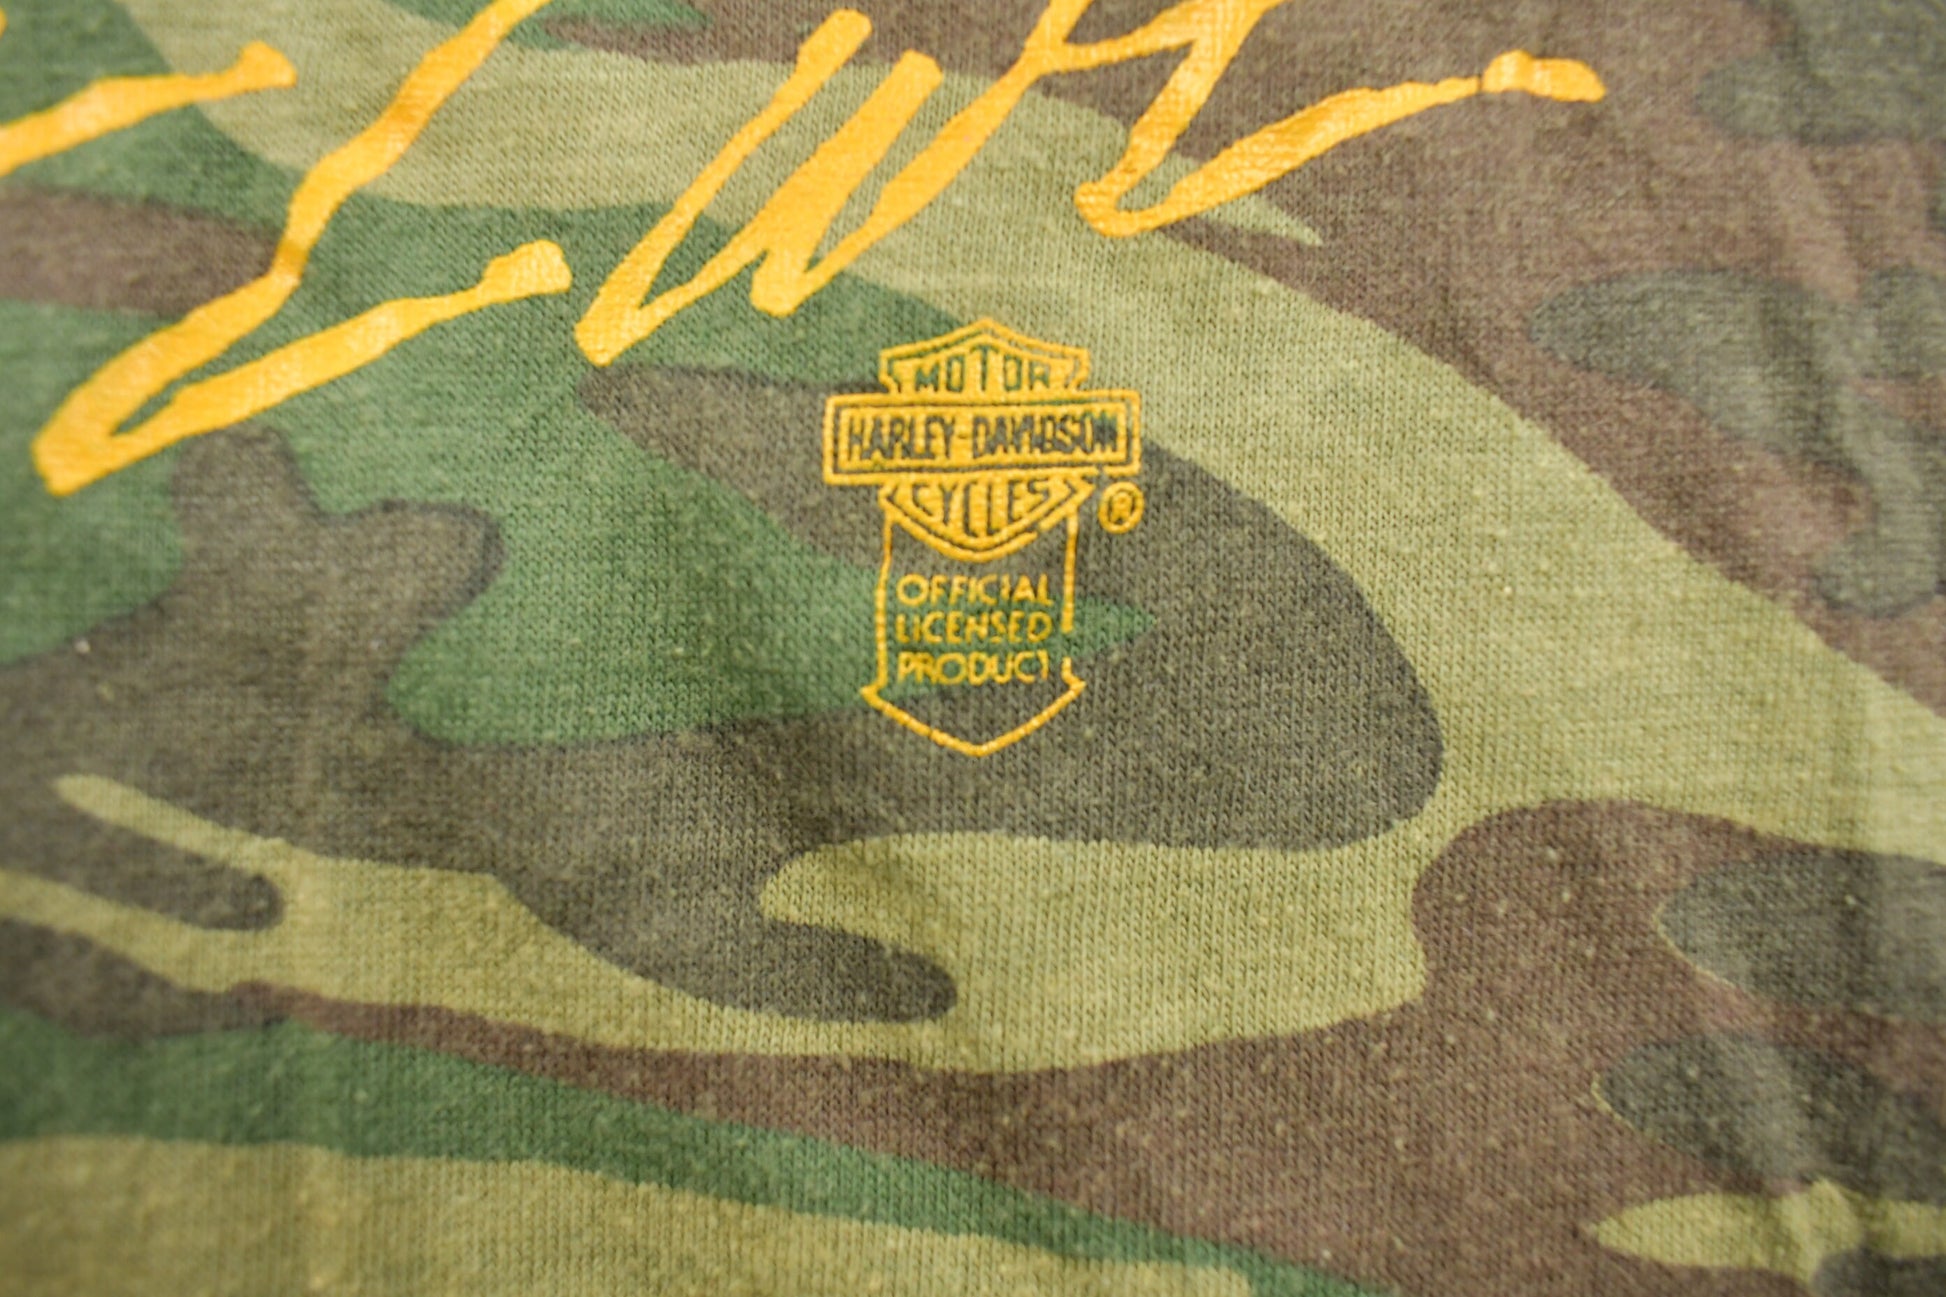 MOTOR
HARLEY-DAVIDSON
CYCLES
®
OFFICIAL
LICENSED
PRODUCT